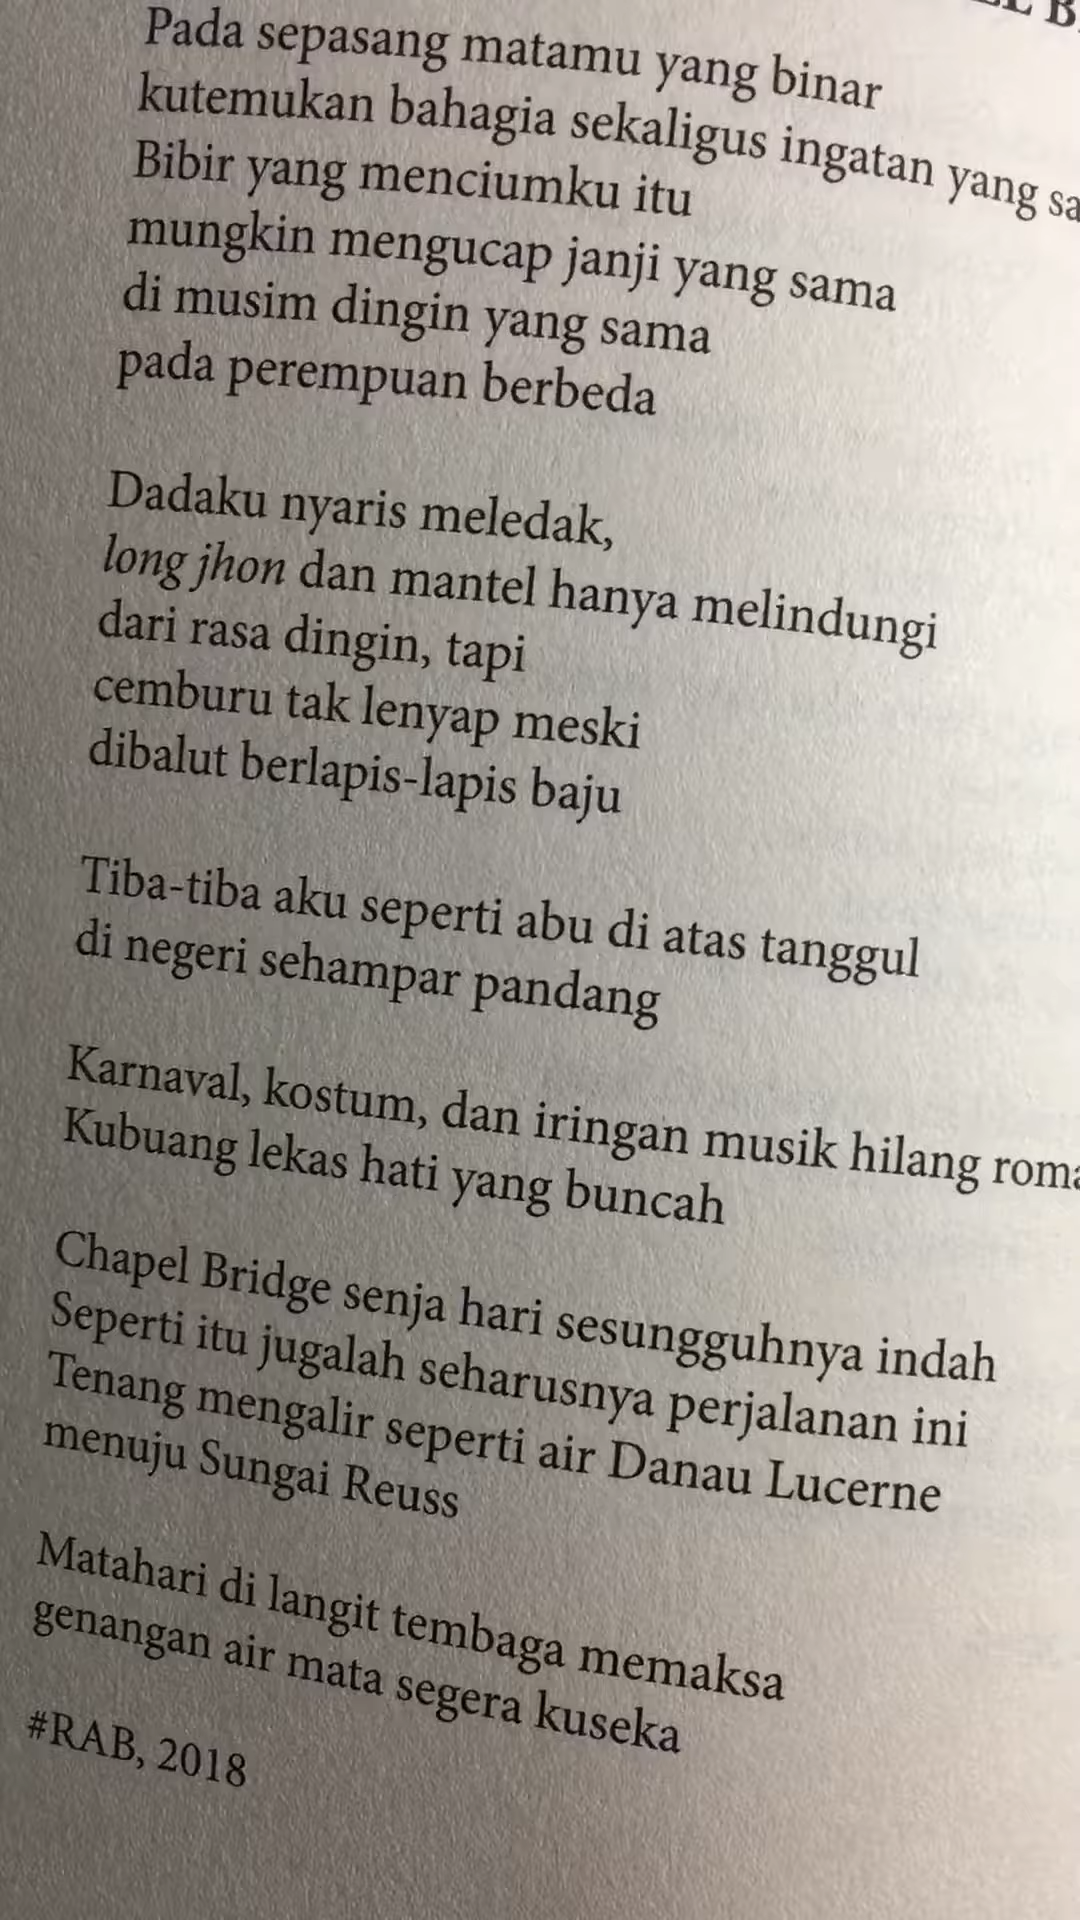 Pada sepasang matamu yang binar
kutemukan bahagia sekaligus ingatan yang
Bibir yang menciumku itu
mungkin mengucap janji yang sama
di musim dingin yang sama
pada perempuan berbeda
Dadaku nyaris meledak,
long jhon dan mantel hanya melindungi
dari rasa dingin, tapi
cemburu tak lenyap meski
dibalut berlapis-lapis baju
Tiba-tiba aku seperti abu di atas tanggul
di negeri sehampar pandang
Karnaval, kostum, dan iringan musik hilang
Kubuang lekas hati yang buncah
Chapel Bridge senja hari sesungguhnya indah
Seperti itu jugalah seharusnya perjalanan ini
Tenang mengalir seperti air Danau Lucerne
menuju Sungai Reuss
Matahari di langit tembaga memaksa
genangan air mata segera kuseka
#RAB, 2018